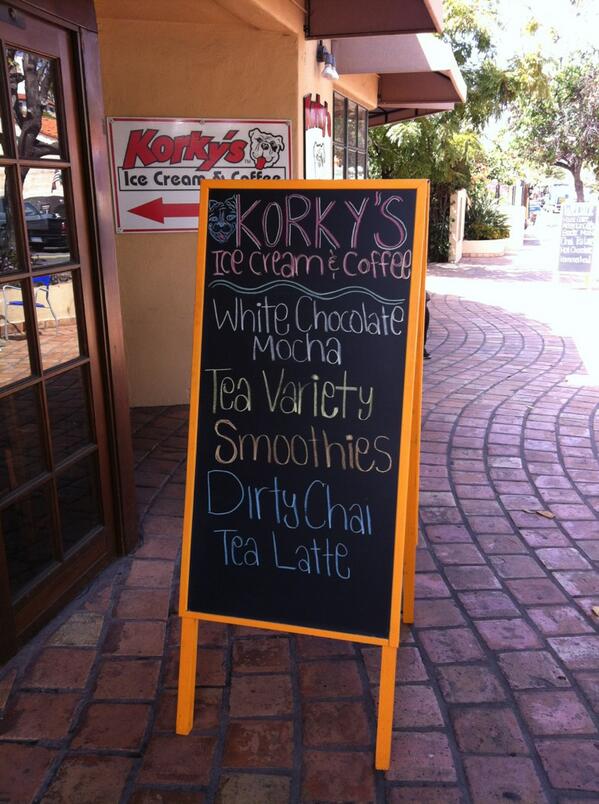 Korky's
Ice Cream & Coffee
KORKY'S
Ice Cream & Coffee
White Chocolate
Mocha
Tea Variety
Smoothies
Dirty Chai
Tea Latte